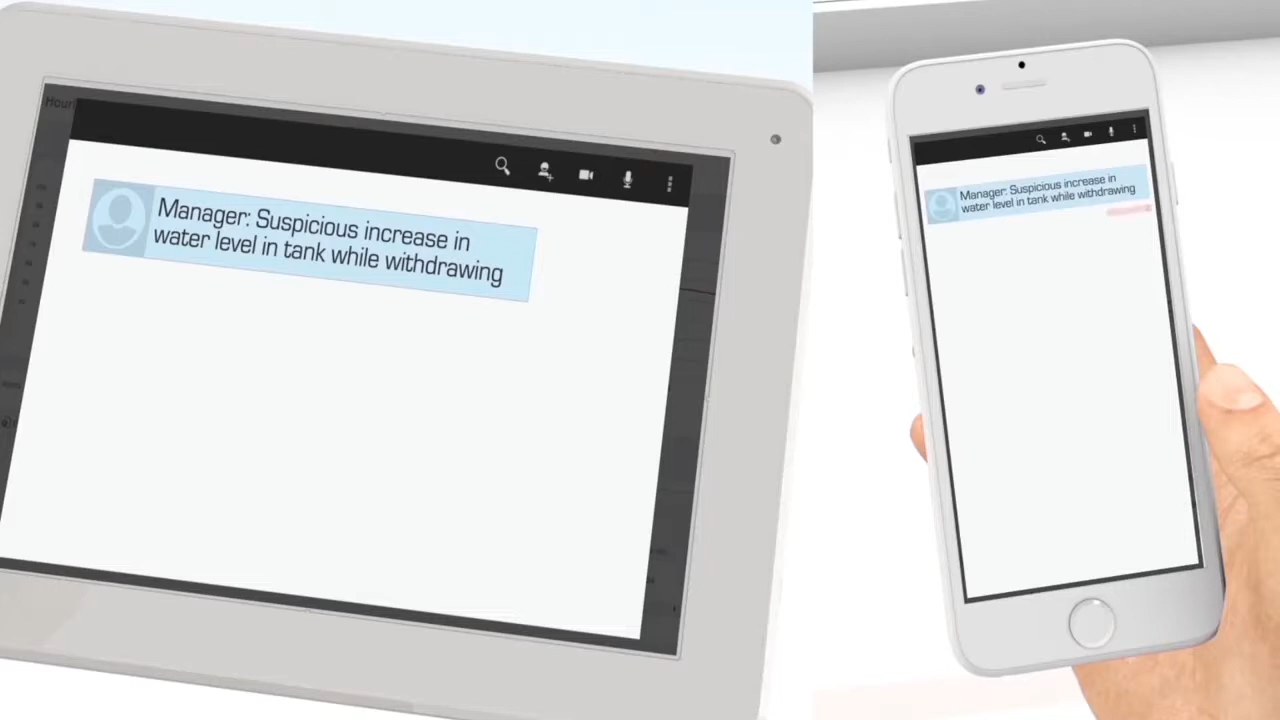 Hourl
Manager: Suspicious increase in
water level in tank while withdrawing
Manager: Suspicious increase in
water level in tank while withdrawing